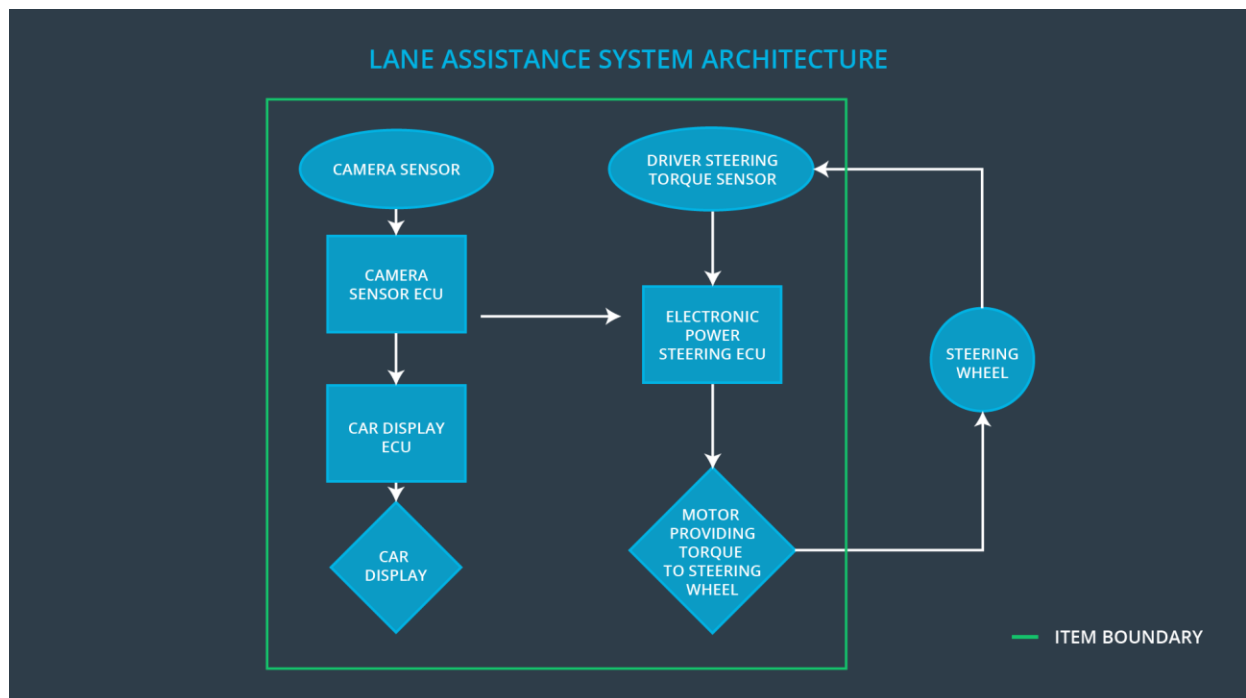 LANE ASSISTANCE SYSTEM ARCHITECTURE
CAMERA SENSOR
CAMERA
SENSOR ECU
CAR DISPLAY
ECU
CAR
DISPLAY
DRIVER STEERING
TORQUE SENSOR
ELECTRONIC
POWER
STEERING ECU
MOTOR
PROVIDING
TORQUE
TO STEERING
WHEEL
STEERING
WHEEL
ITEM BOUNDARY